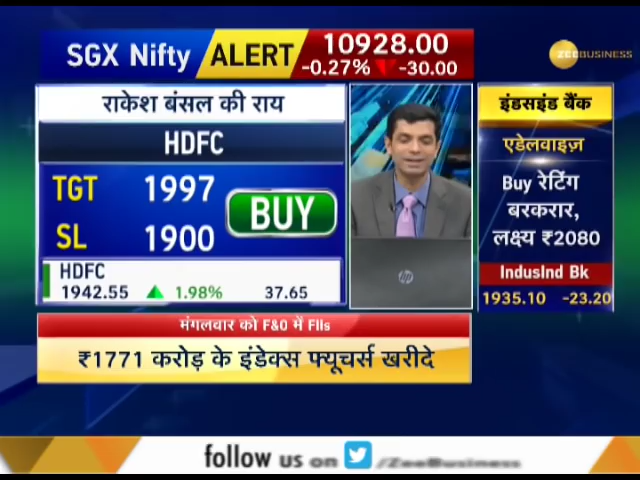 SGX Nifty
ALERT
10928.00
-0.27% ▼ -30.00
ZEE BUSINESS
राकेश बंसल की राय
HDFC
TGT 1997
SL 1900
BUY
HDFC
1942.55 ▲ 1.98% 37.65
hp
इंडसइंड बैंक
एडेलवाइज़
Buy रेटिंग
बरकरार,
लक्ष्य ₹2080
IndusInd Bk
1935.10 -23.20
मंगलवार को F&O में FIIs
₹1771 करोड़ के इंडेक्स फ्यूचर्स खरीदे
follow us on /ZeeBusiness